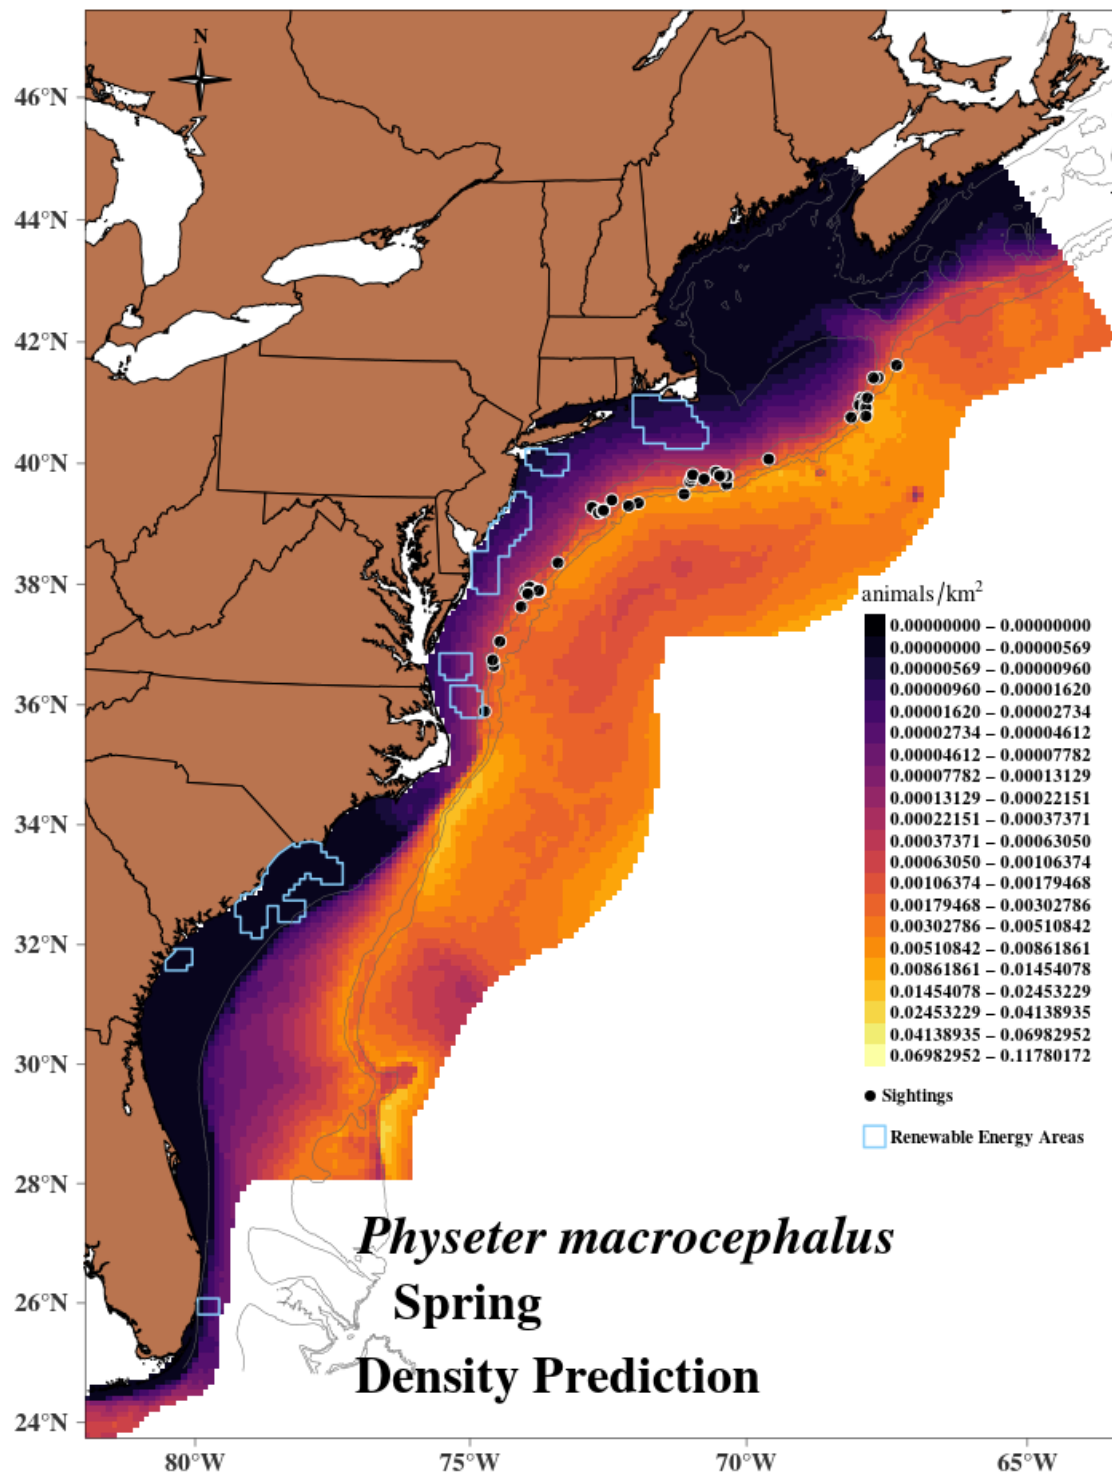 N
46°N
44°N
42°N
40°N
38°N
36°N
34°N
32°N
30°N
28°N
26°N
24°N
80°W
75°W
70°W
65°W
animals/km²
0.00000000 – 0.00000000
0.00000000 – 0.00000569
0.00000569 – 0.00000960
0.00000960 – 0.00001620
0.00001620 – 0.00002734
0.00002734 – 0.00004612
0.00004612 – 0.00007782
0.00007782 – 0.00013129
0.00013129 – 0.00022151
0.00022151 – 0.00037371
0.00037371 – 0.00063050
0.00063050 – 0.00106374
0.00106374 – 0.00179468
0.00179468 – 0.00302786
0.00302786 – 0.00510842
0.00510842 – 0.00861861
0.00861861 – 0.01454078
0.01454078 – 0.02453229
0.02453229 – 0.04138935
0.04138935 – 0.06982952
0.06982952 – 0.11780172
Sightings
Renewable Energy Areas
Physeter macrocephalus
Spring
Density Prediction